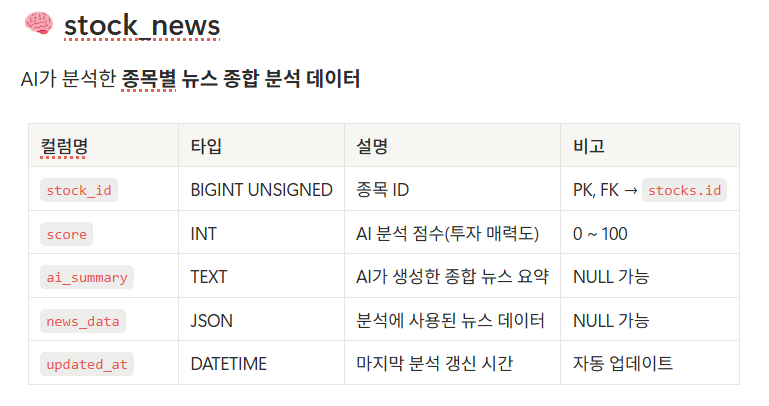 🧠 stock_news
AI가 분석한 종목별 뉴스 종합 분석 데이터
컬럼명 타입 설명 비고
stock_id BIGINT UNSIGNED 종목 ID PK, FK → stocks.id
score INT AI 분석 점수(투자 매력도) 0 ~ 100
ai_summary TEXT AI가 생성한 종합 뉴스 요약 NULL 가능
news_data JSON 분석에 사용된 뉴스 데이터 NULL 가능
updated_at DATETIME 마지막 분석 갱신 시간 자동 업데이트